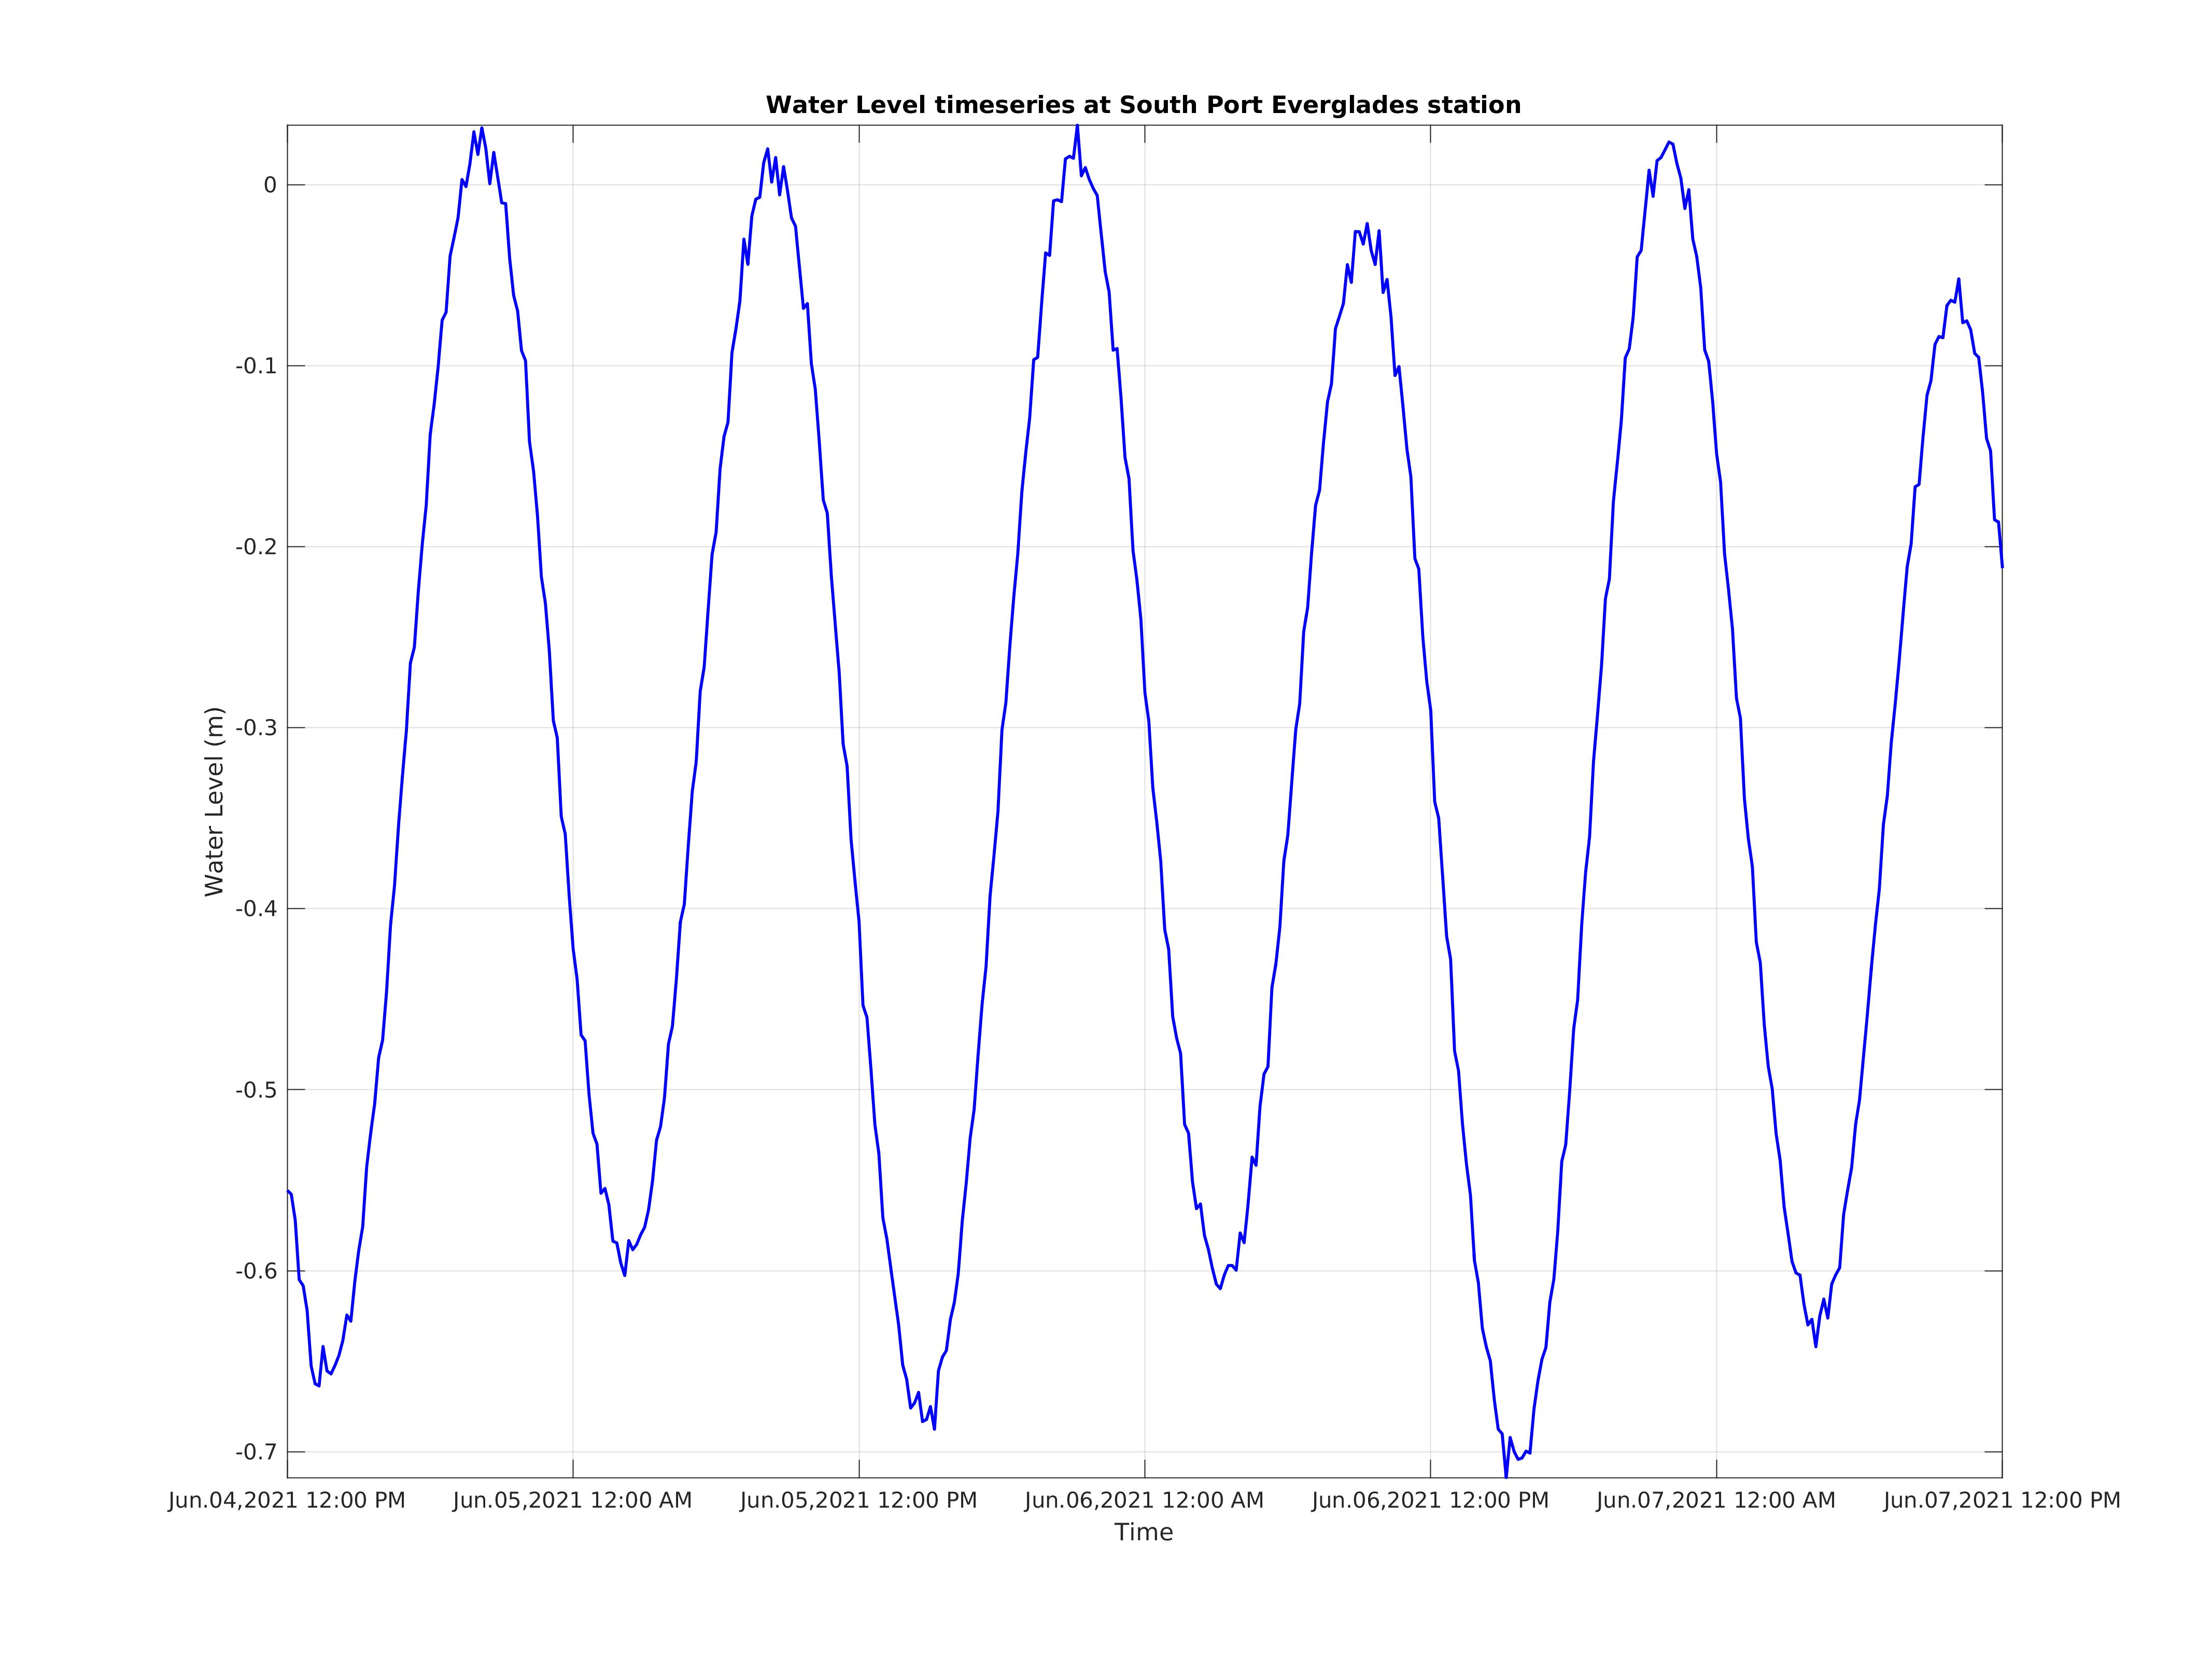 Water Level timeseries at South Port Everglades station
Water Level (m)
0
-0.1
-0.2
-0.3
-0.4
-0.5
-0.6
-0.7
Jun.04,2021 12:00 PM
Jun.05,2021 12:00 AM
Jun.05,2021 12:00 PM
Jun.06,2021 12:00 AM
Jun.06,2021 12:00 PM
Jun.07,2021 12:00 AM
Jun.07,2021 12:00 PM
Time